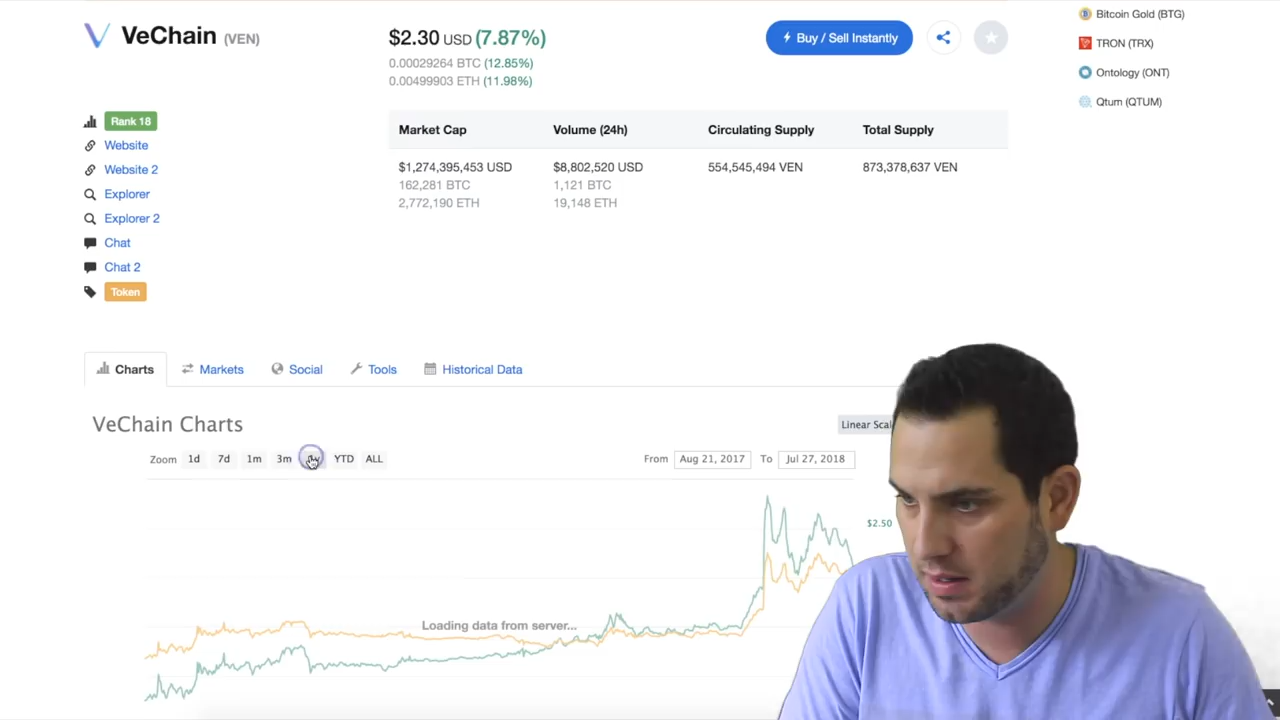 VeChain (VEN)
$2.30 USD (7.87%)
0.00029264 BTC (12.85%)
0.00499903 ETH (11.98%)
Buy / Sell Instantly
Bitcoin Gold (BTG)
TRON (TRX)
Ontology (ONT)
Qtum (QTUM)
Rank 18
Website
Website 2
Explorer
Explorer 2
Chat
Chat 2
Token
Market Cap Volume (24h) Circulating Supply Total Supply
$1,274,395,453 USD $8,802,520 USD 554,545,494 VEN 873,378,637 VEN
162,281 BTC 1,121 BTC
2,772,190 ETH 19,148 ETH
Charts Markets Social Tools Historical Data
VeChain Charts
Linear Scal
Zoom 1d 7d 1m 3m YTD ALL From Aug 21, 2017 To Jul 27, 2018
$2.50
Loading data from server...